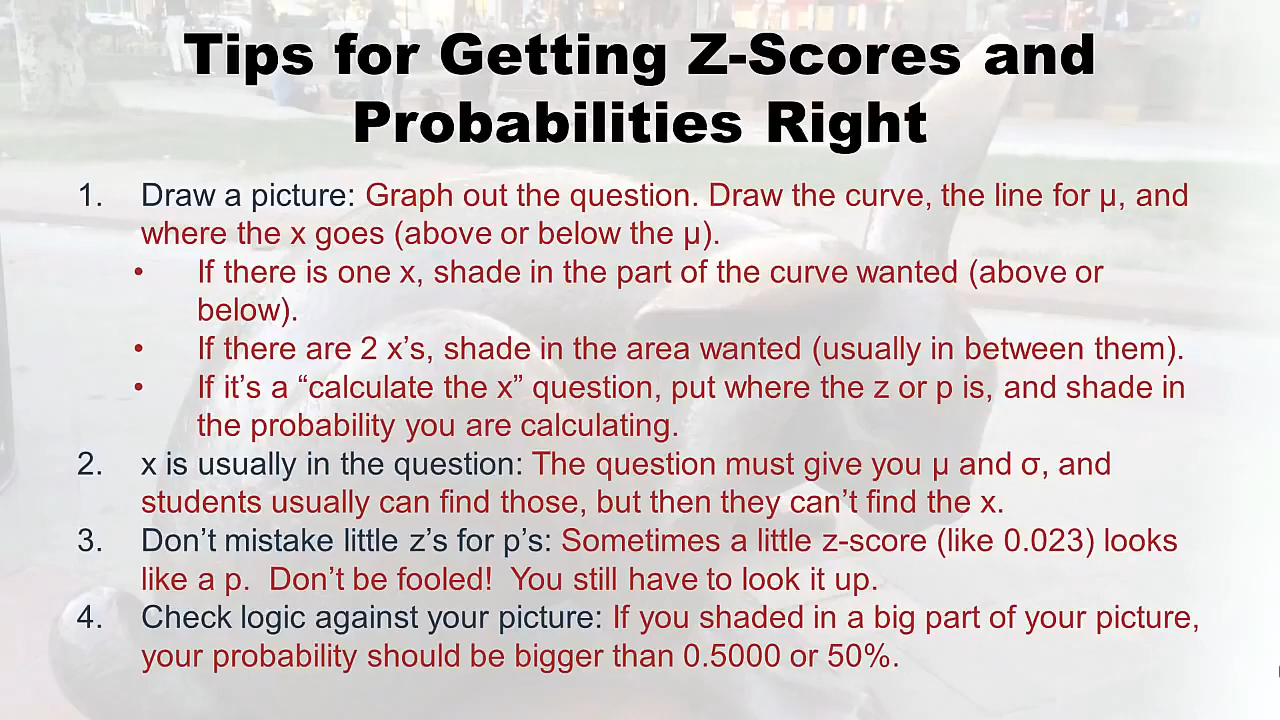 Tips for Getting Z-Scores and
Probabilities Right
1. Draw a picture: Graph out the question. Draw the curve, the line for μ, and
where the x goes (above or below the μ).
• If there is one x, shade in the part of the curve wanted (above or
below).
• If there are 2 x’s, shade in the area wanted (usually in between them).
• If it’s a “calculate the x” question, put where the z or p is, and shade in
the probability you are calculating.
2. x is usually in the question: The question must give you μ and σ, and
students usually can find those, but then they can’t find the x.
3. Don’t mistake little z’s for p’s: Sometimes a little z-score (like 0.023) looks
like a p.  Don’t be fooled!  You still have to look it up.
4. Check logic against your picture: If you shaded in a big part of your picture,
your probability should be bigger than 0.5000 or 50%.